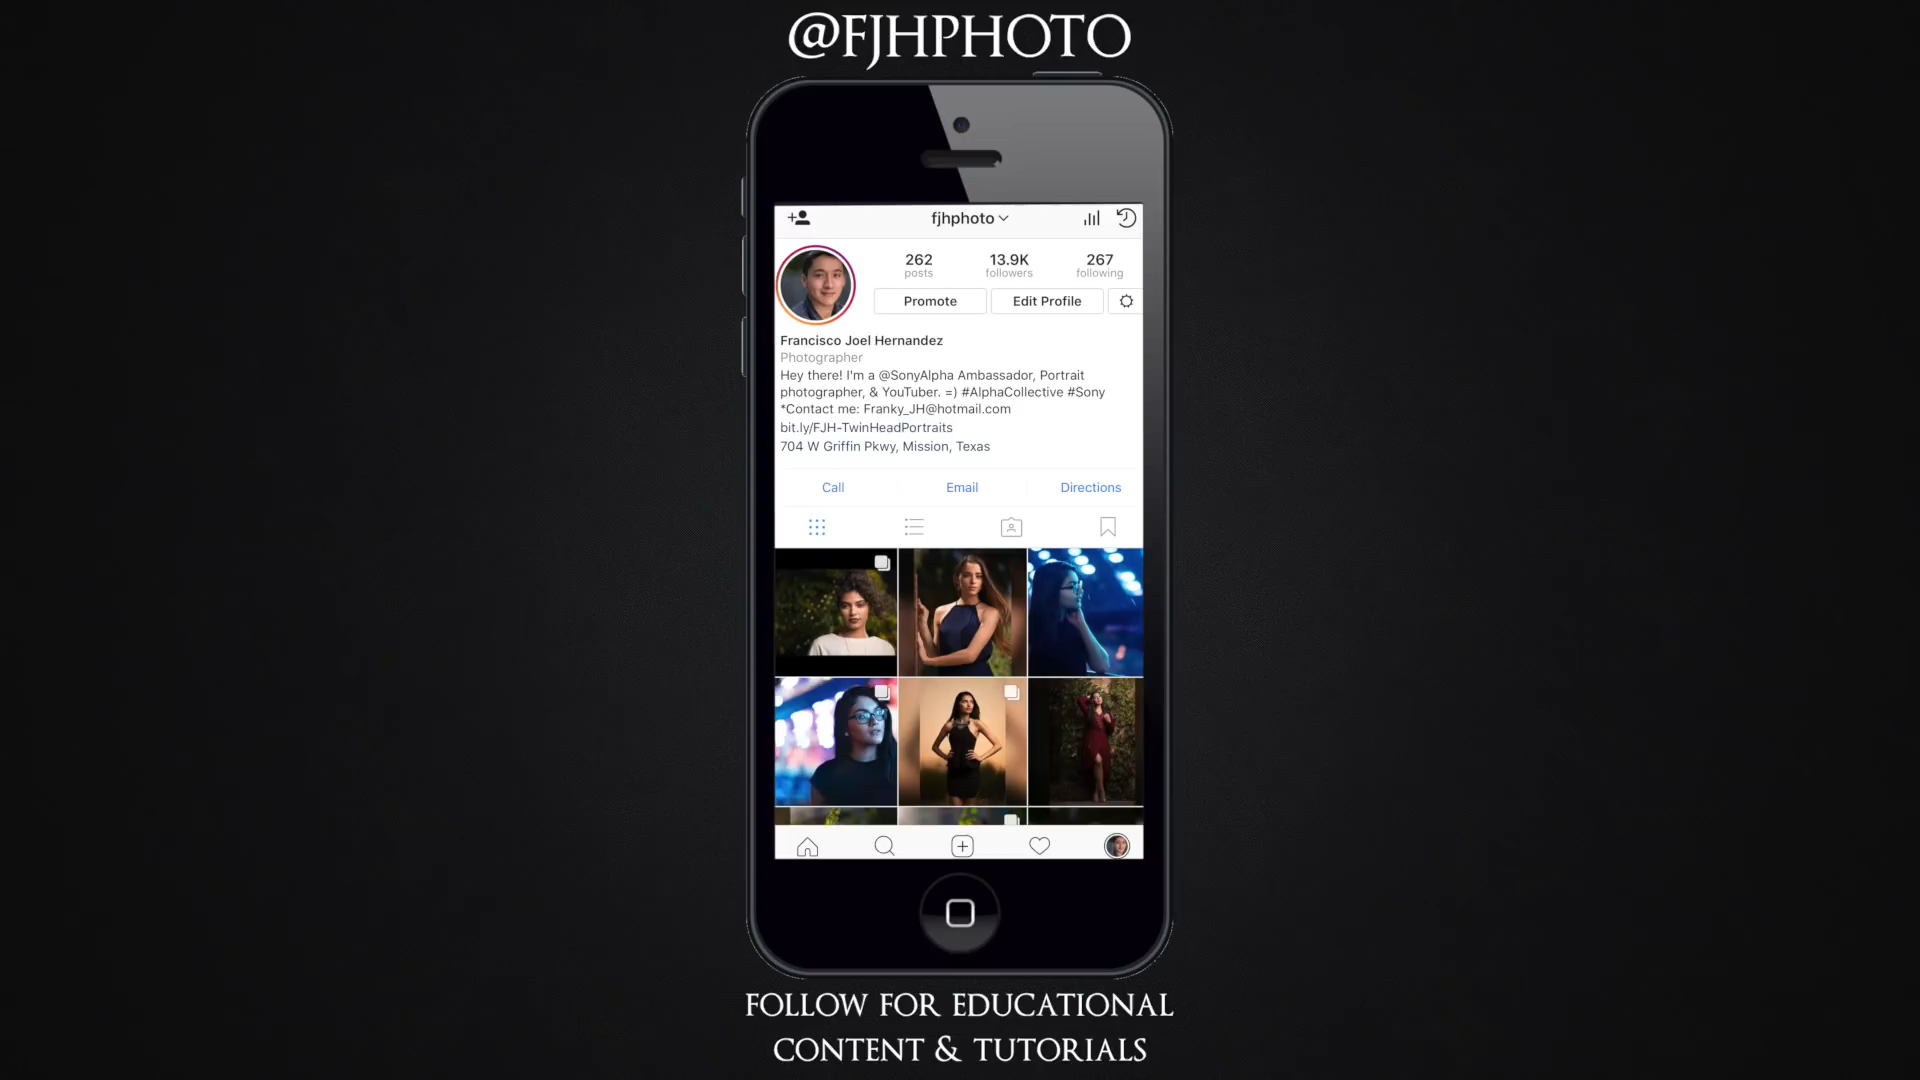 @FJHPHOTO
fjhphoto
262 13.9K 267
posts followers following
Promote Edit Profile
Francisco Joel Hernandez
Photographer
Hey there! I'm a @SonyAlpha Ambassador, Portrait
photographer, & YouTuber. =) #AlphaCollective #Sony
*Contact me: Franky_JH@hotmail.com
bit.ly/FJH-TwinHeadPortraits
704 W Griffin Pkwy, Mission, Texas
Call Email Directions
FOLLOW FOR EDUCATIONAL
CONTENT & TUTORIALS